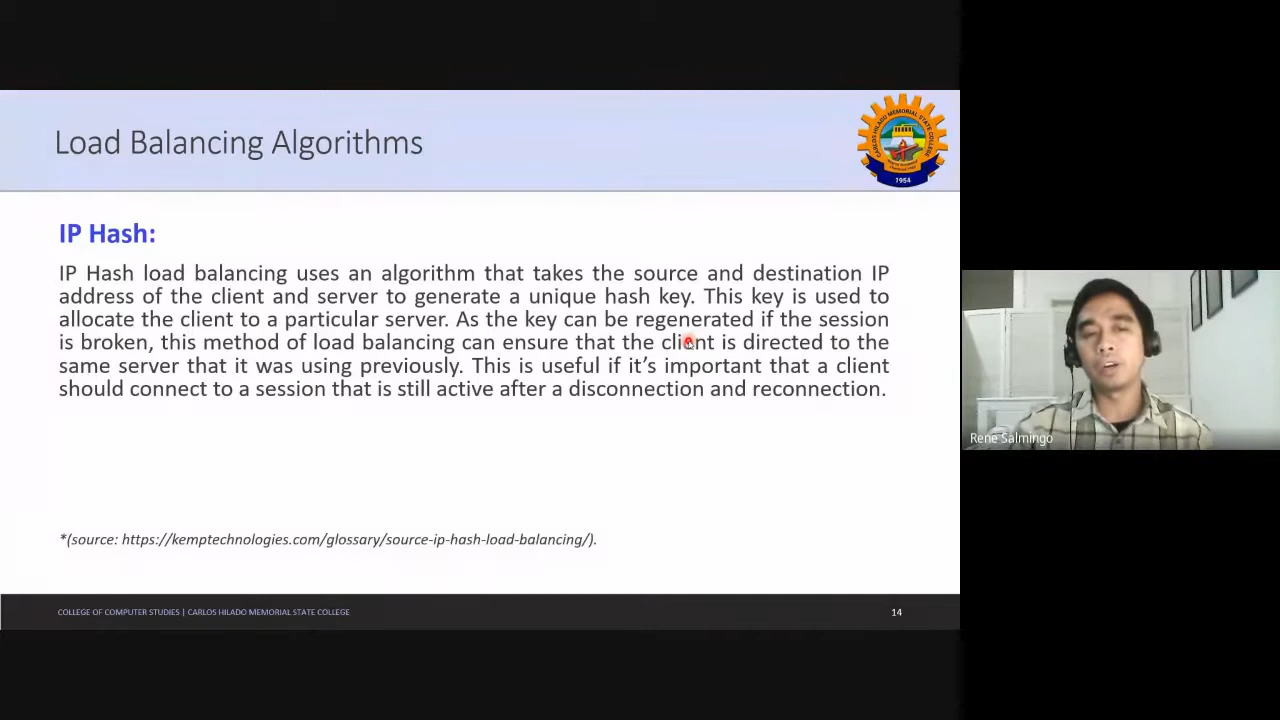 Load Balancing Algorithms
CARLOS HILADO MEMORIAL STATE COLLEGE
1954
IP Hash:
IP Hash load balancing uses an algorithm that takes the source and destination IP
address of the client and server to generate a unique hash key. This key is used to
allocate the client to a particular server. As the key can be regenerated if the session
is broken, this method of load balancing can ensure that the client is directed to the
same server that it was using previously. This is useful if it’s important that a client
should connect to a session that is still active after a disconnection and reconnection.
*(source: https://kemptechnologies.com/glossary/source-ip-hash-load-balancing/).
COLLEGE OF COMPUTER STUDIES | CARLOS HILADO MEMORIAL STATE COLLEGE
14
Rene Salmingo